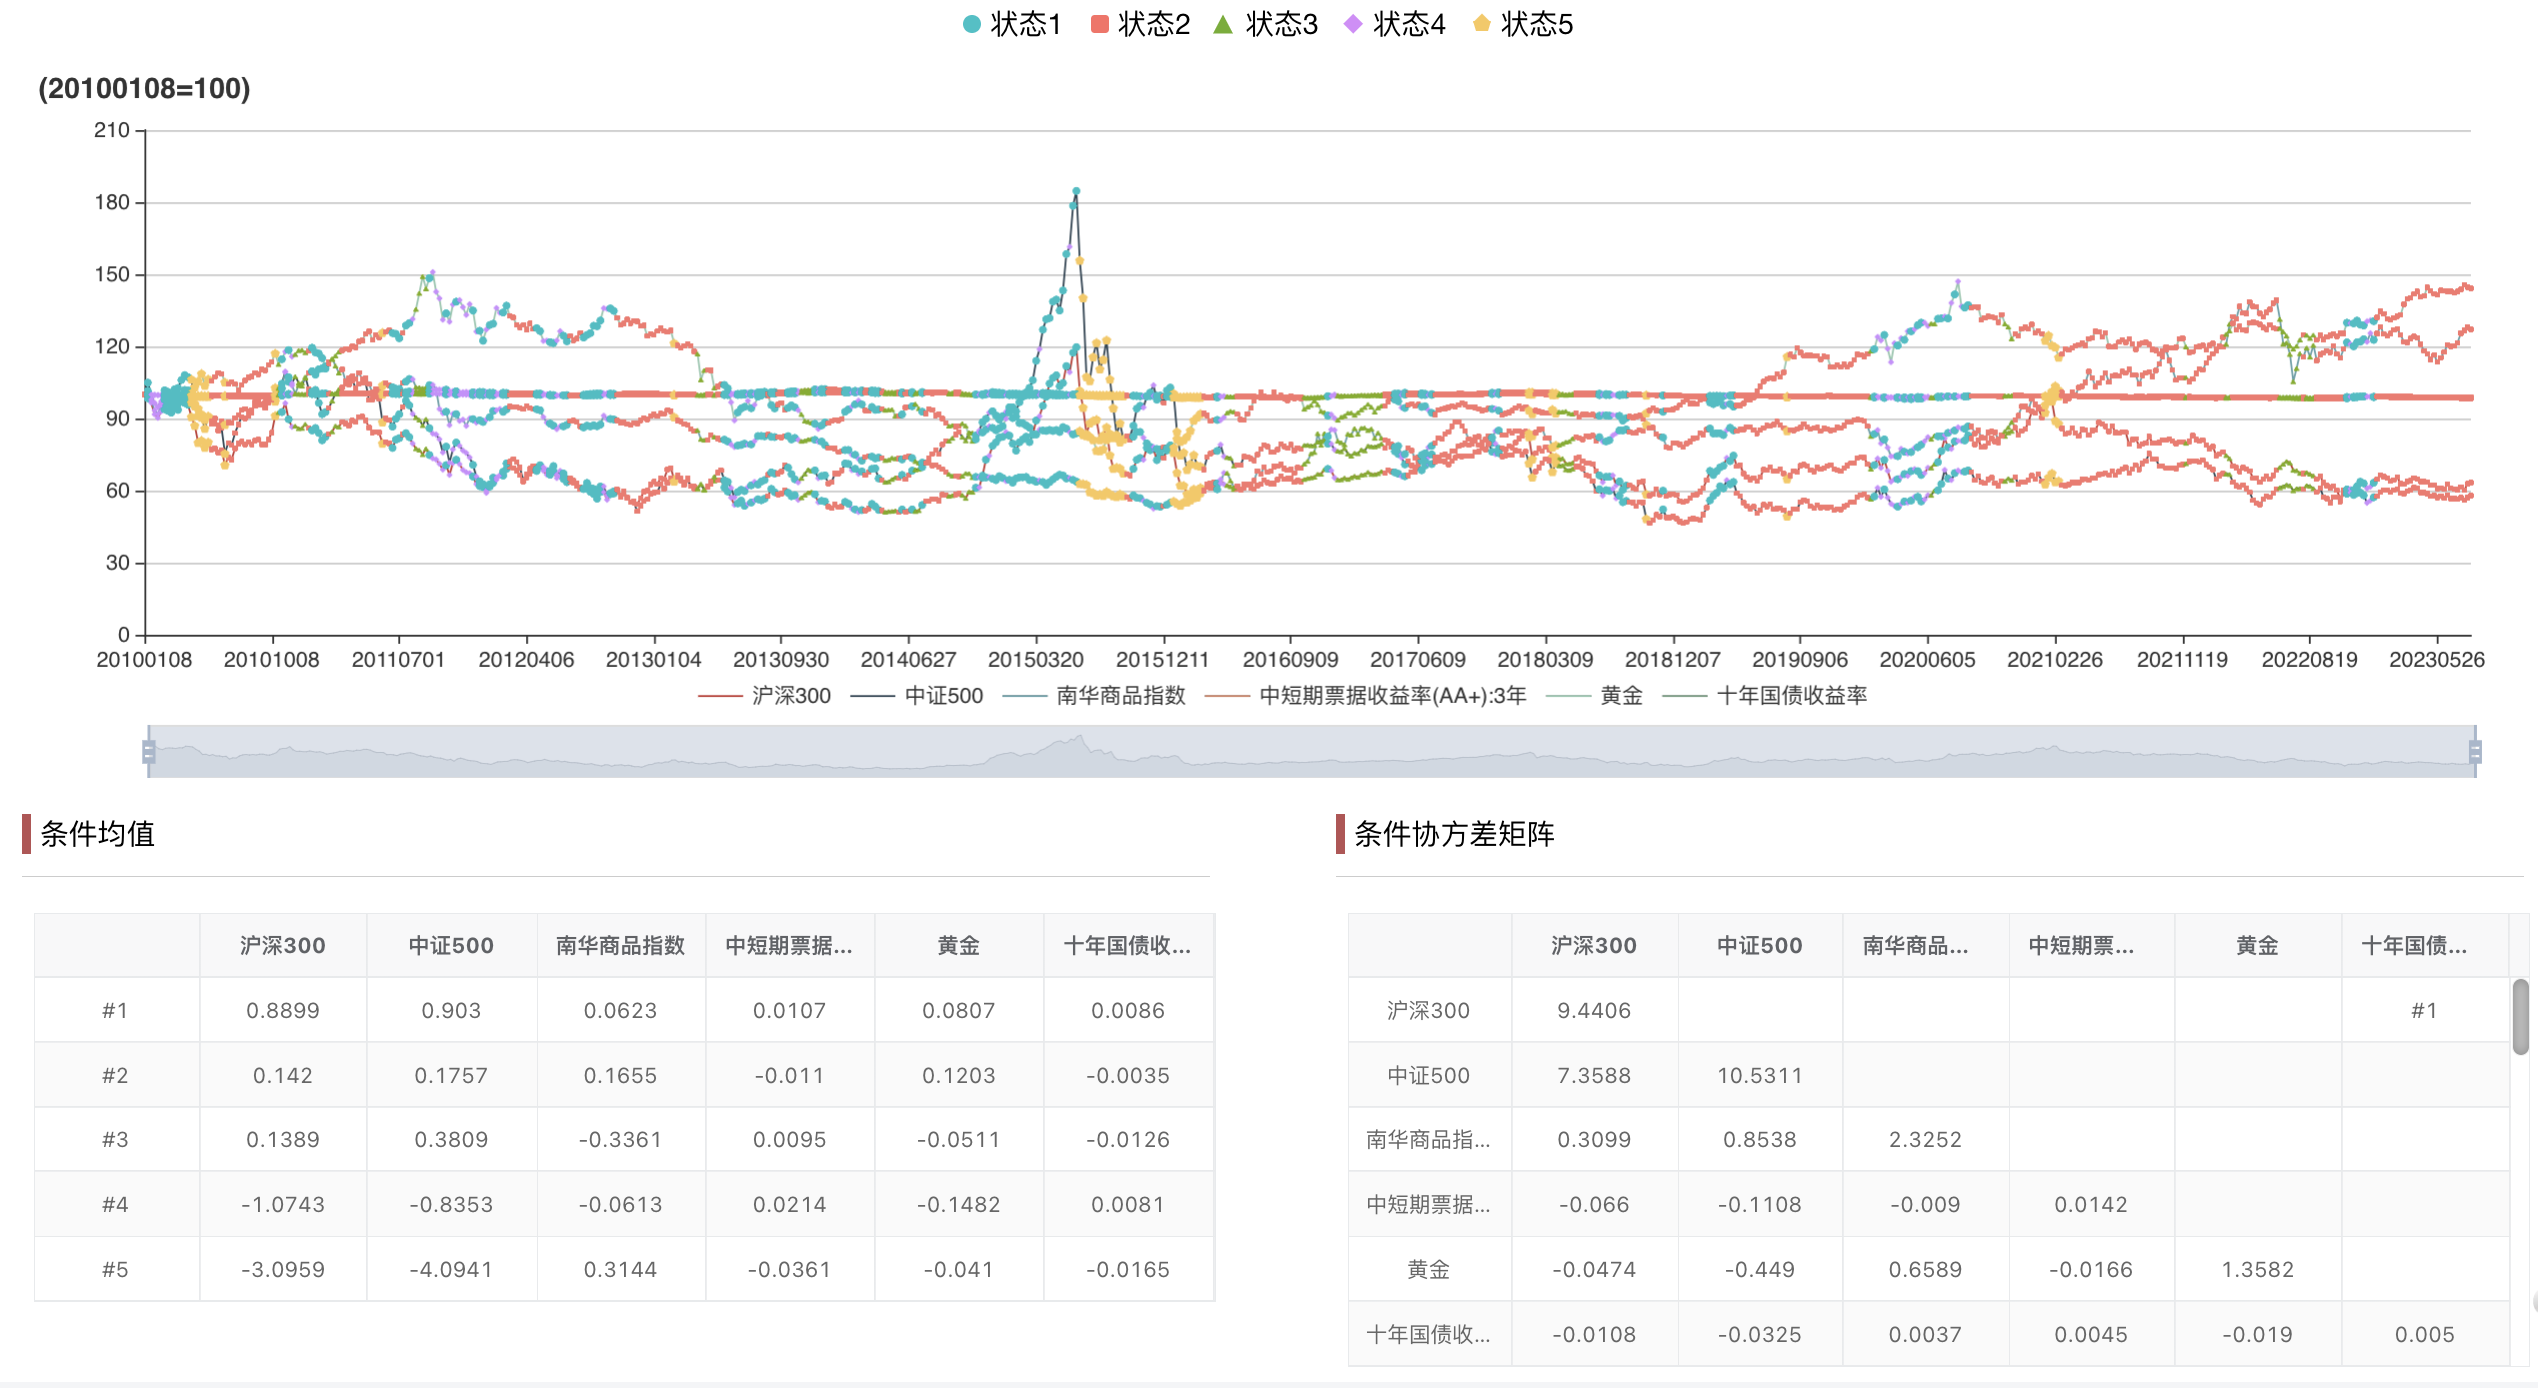 状态1 状态2 状态3 状态4 状态5
(20100108=100)
210
180
150
120
90
60
30
0
20100108 20101008 20110701 20120406 20130104 20130930 20140627 20150320 20151211 20160909 20170609 20180309 20181207 20190906 20200605 20210226 20211119 20220819 20230526
沪深300 中证500 南华商品指数 中短期票据收益率(AA+):3年 黄金 十年国债收益率
条件均值
沪深300 中证500 南华商品指数 中短期票据... 黄金 十年国债收...
#1 0.8899 0.903 0.0623 0.0107 0.0807 0.0086
#2 0.142 0.1757 0.1655 -0.011 0.1203 -0.0035
#3 0.1389 0.3809 -0.3361 0.0095 -0.0511 -0.0126
#4 -1.0743 -0.8353 -0.0613 0.0214 -0.1482 0.0081
#5 -3.0959 -4.0941 0.3144 -0.0361 -0.041 -0.0165
条件协方差矩阵
沪深300 中证500 南华商品... 中短期票... 黄金 十年国债...
沪深300 9.4406 #1
中证500 7.3588 10.5311
南华商品指... 0.3099 0.8538 2.3252
中短期票据... -0.066 -0.1108 -0.009 0.0142
黄金 -0.0474 -0.449 0.6589 -0.0166 1.3582
十年国债收... -0.0108 -0.0325 0.0037 0.0045 -0.019 0.005